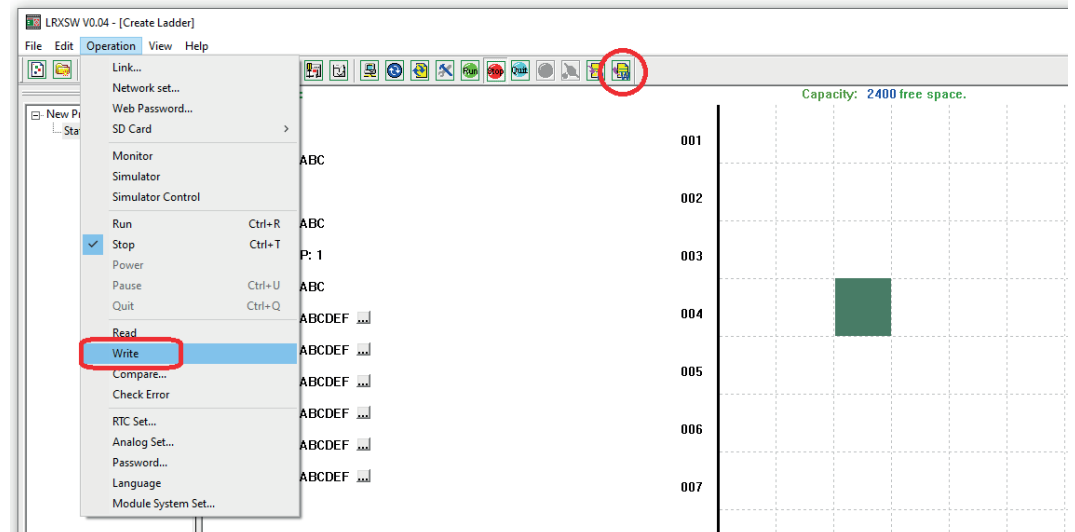 LRXSW V0.04 - [Create Ladder]
File Edit Operation View Help
Run Stop Quit
Link...
Network set...
Web Password...
SD Card >
Monitor
Simulator
Simulator Control
Run Ctrl+R
Stop Ctrl+T
Power
Pause Ctrl+U
Quit Ctrl+Q
Read
Write
Compare...
Check Error
RTC Set...
Analog Set...
Password...
Language
Module System Set...
New P
Sta
ABC
ABC
P: 1
ABC
ABCDEF ...
ABCDEF ...
ABCDEF ...
ABCDEF ...
ABCDEF ...
ABCDEF ...
Capacity: 2400 free space.
001
002
003
004
005
006
007